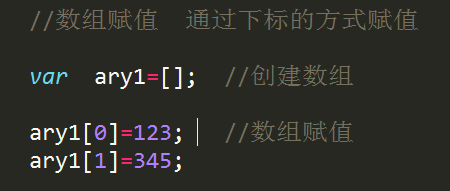 //数组赋值  通过下标的方式赋值
var  ary1=[];  //创建数组
ary1[0]=123;  //数组赋值
ary1[1]=345;